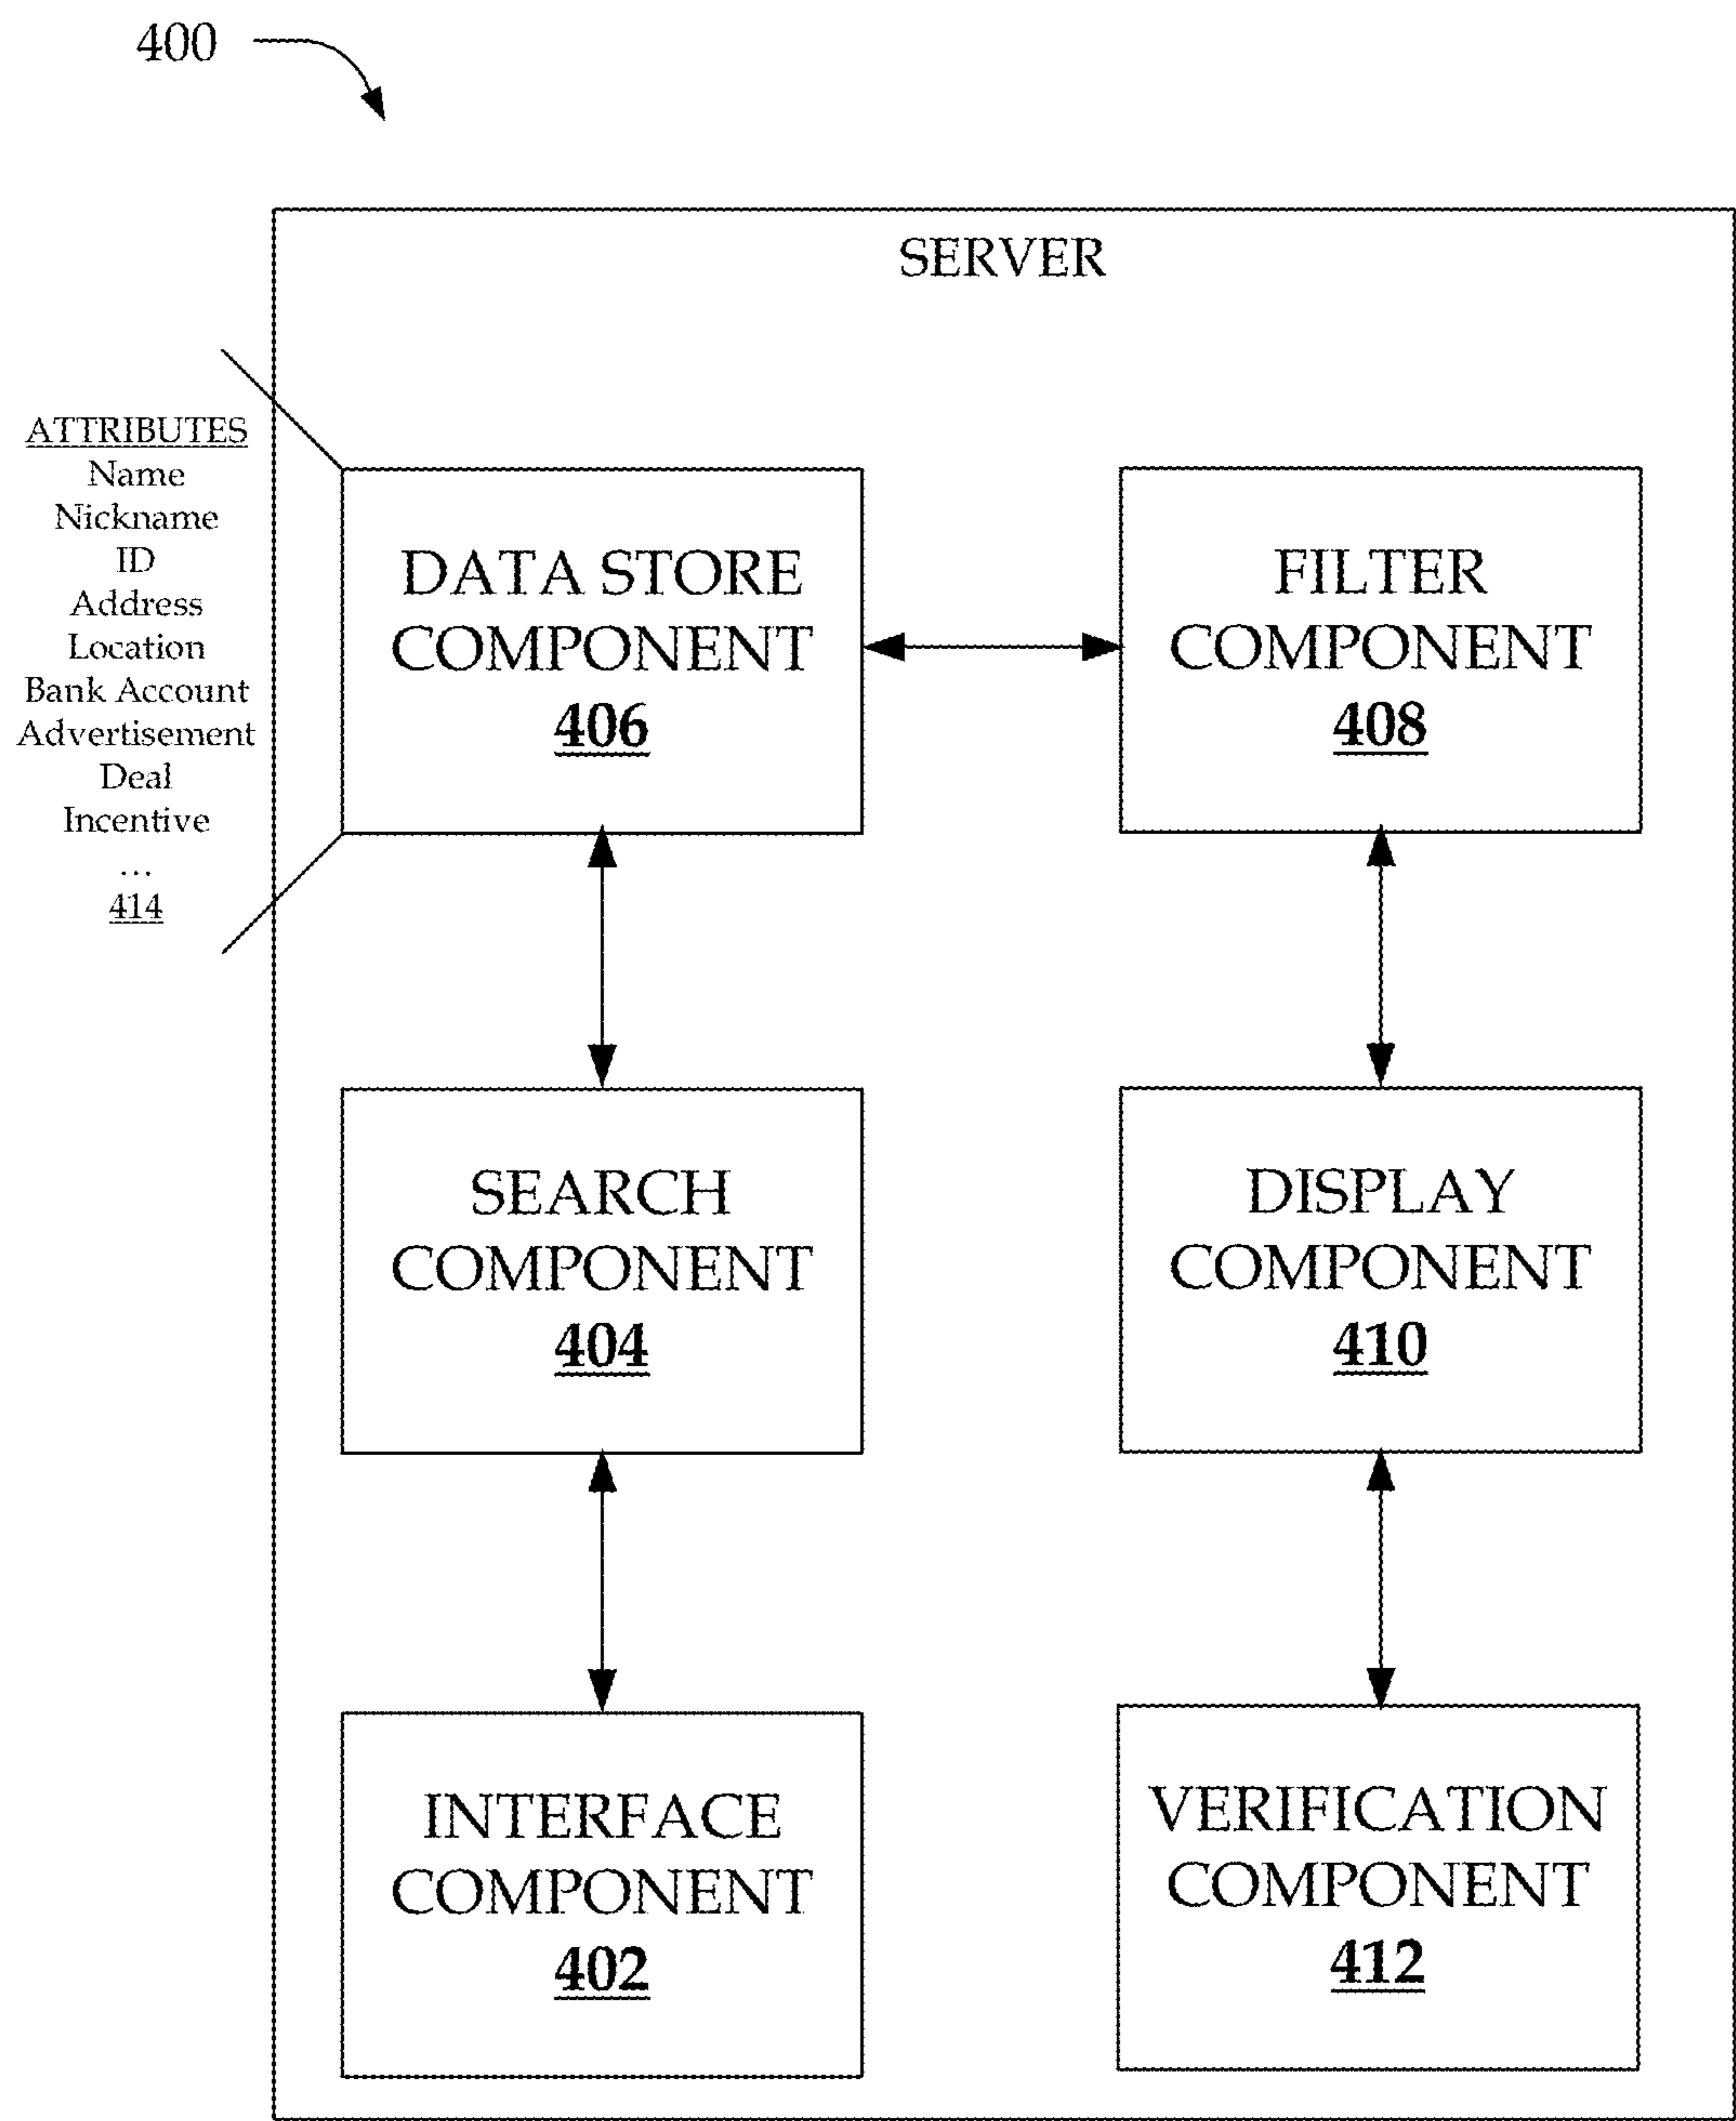 400
SERVER
ATTRIBUTES
Name
Nickname
ID
Address
Location
Bank Account
Advertisement
Deal
Incentive
...
414
DATA STORE
COMPONENT
406
FILTER
COMPONENT
408
SEARCH
COMPONENT
404
DISPLAY
COMPONENT
410
INTERFACE
COMPONENT
402
VERIFICATION
COMPONENT
412